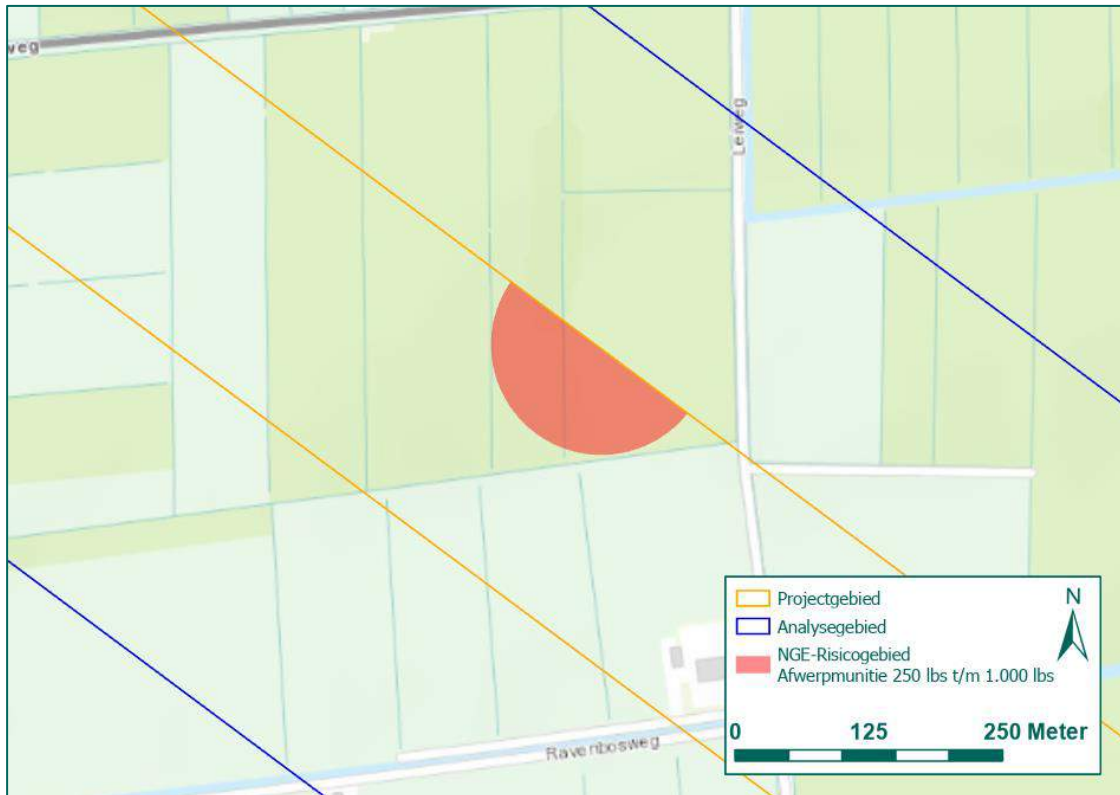 weg
Leiweg
Projectgebied
Analysegebied
NGE-Risicogebied
Afwerpmunitie 250 lbs t/m 1.000 lbs
N
0 125 250 Meter
Ravenbosweg